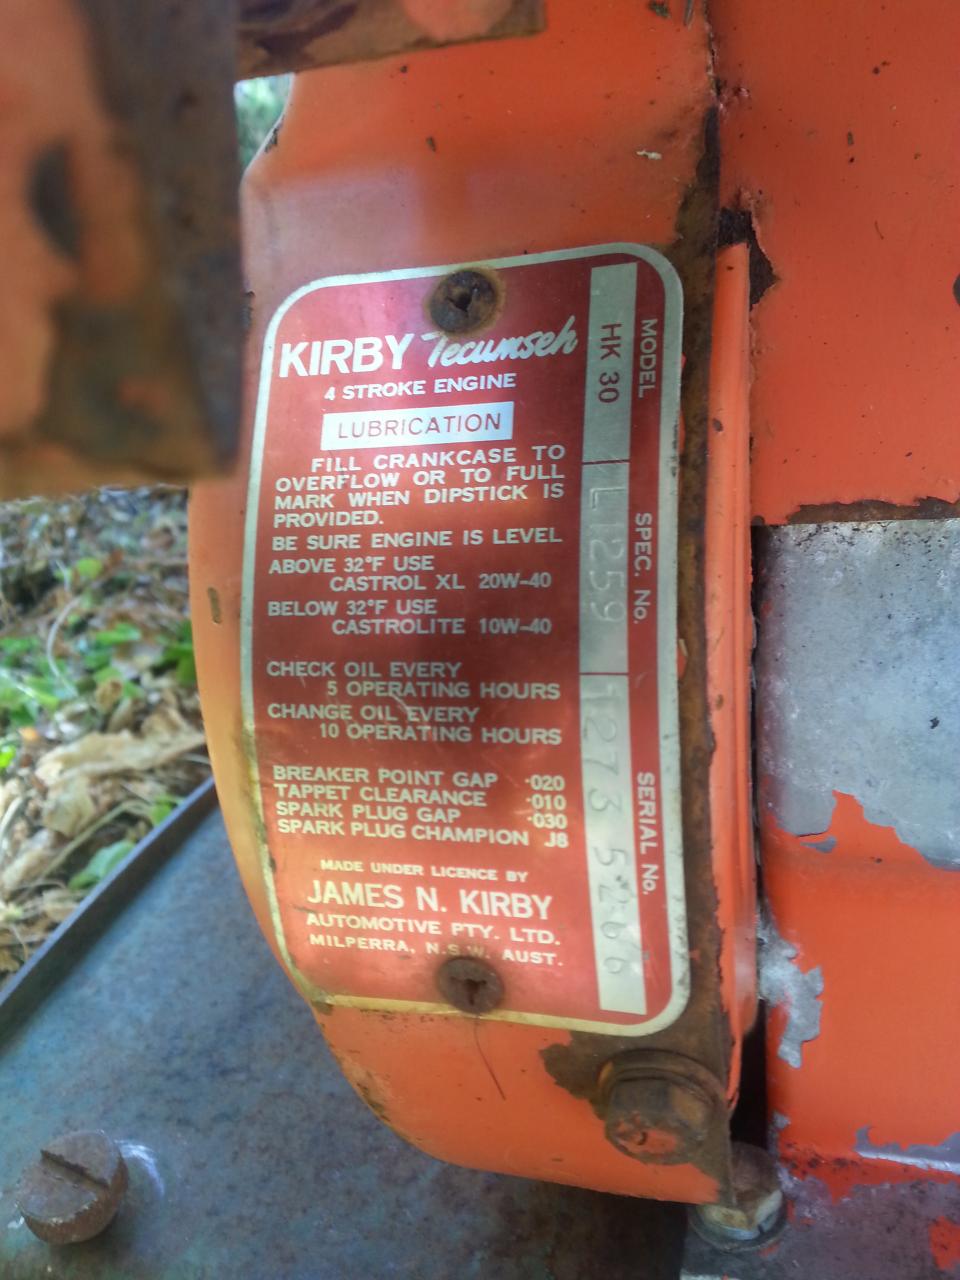 KIRBY Tecumseh
4 STROKE ENGINE
LUBRICATION
FILL CRANKCASE TO
OVERFLOW OR TO FULL
MARK WHEN DIPSTICK IS
PROVIDED.
BE SURE ENGINE IS LEVEL
ABOVE 32°F USE
CASTROL XL 20W-40
BELOW 32°F USE
CASTROLITE 10W-40
CHECK OIL EVERY
5 OPERATING HOURS
CHANGE OIL EVERY
10 OPERATING HOURS
BREAKER POINT GAP ·020
TAPPET CLEARANCE ·010
SPARK PLUG GAP ·030
SPARK PLUG CHAMPION J8
MADE UNDER LICENCE BY
JAMES N. KIRBY
AUTOMOTIVE PTY. LTD.
MILPERRA, N.S.W. AUST.
MODEL SPEC. No. SERIAL No.
HK 30 L1259 12735266